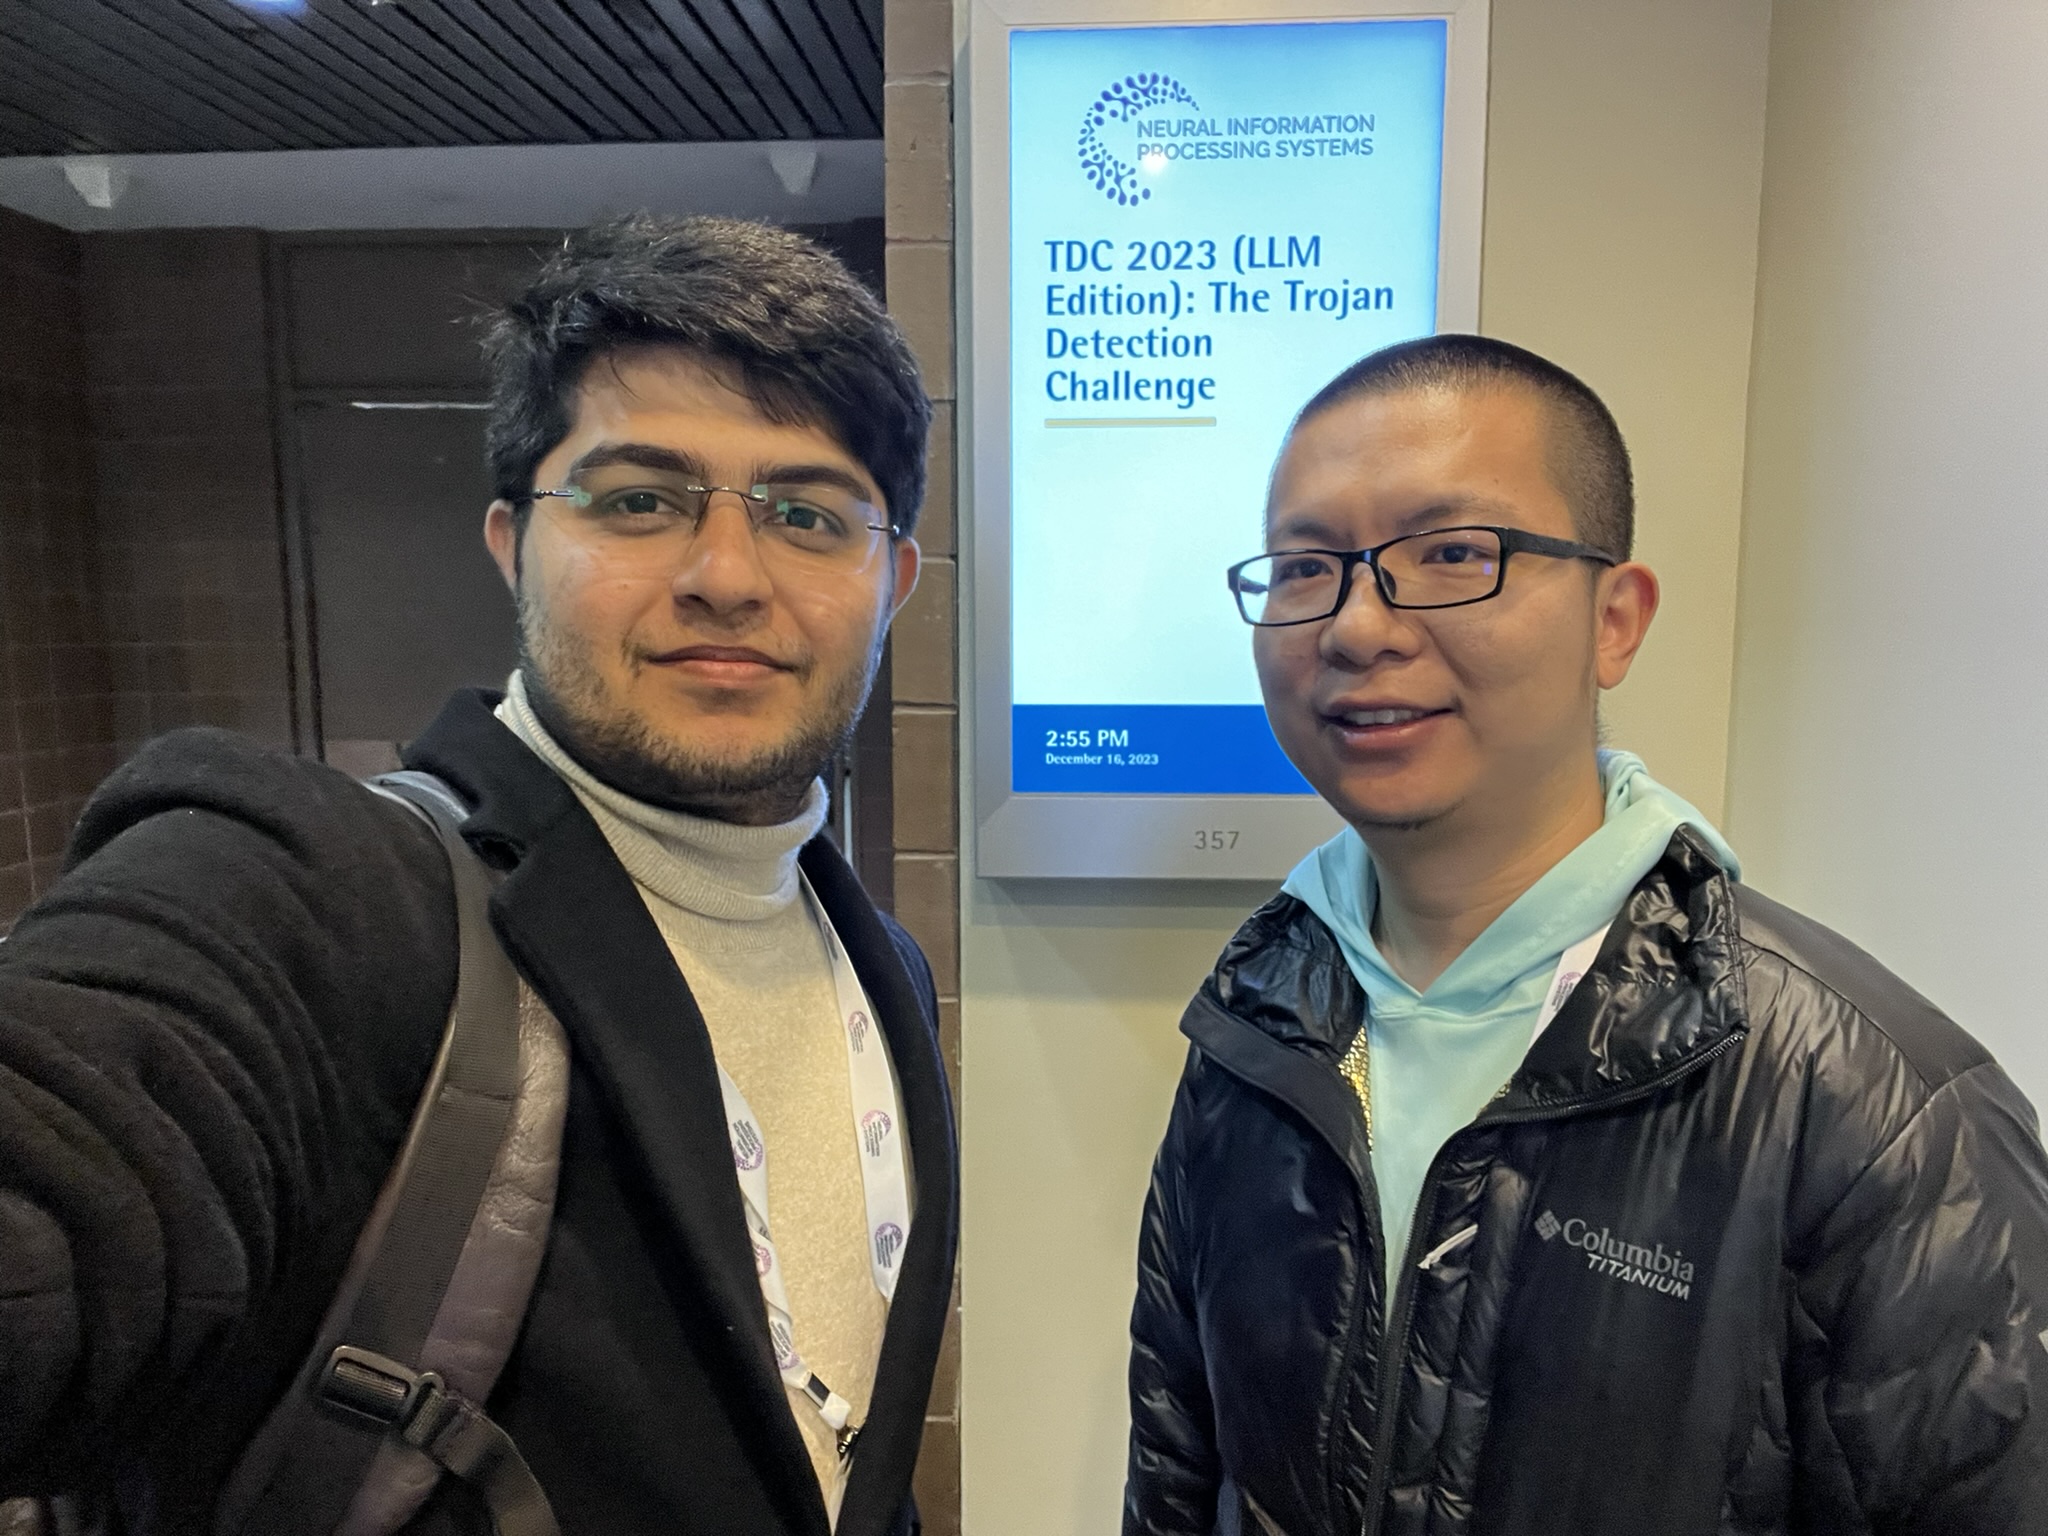 NEURAL INFORMATION
PROCESSING SYSTEMS
TDC 2023 (LLM
Edition): The Trojan
Detection
Challenge
2:55 PM
December 16, 2023
357
Columbia
TITANIUM